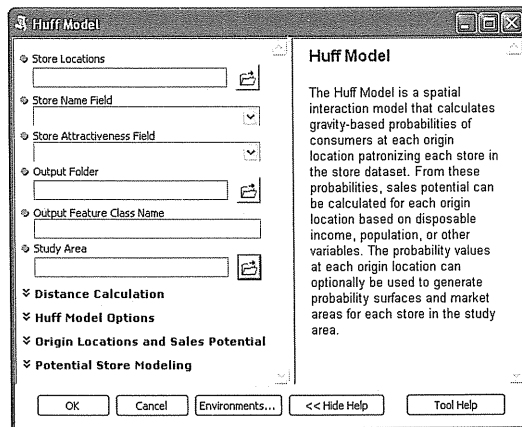 Huff Model
Store Locations
Store Name Field
Store Attractiveness Field
Output Folder
Output Feature Class Name
Study Area
Distance Calculation
Huff Model Options
Origin Locations and Sales Potential
Potential Store Modeling
Huff Model
The Huff Model is a spatial
interaction model that calculates
gravity-based probabilities of
consumers at each origin
location patronizing each store in
the store dataset. From these
probabilities, sales potential can
be calculated for each origin
location based on disposable
income, population, or other
variables. The probability values
at each origin location can
optionally be used to generate
probability surfaces and market
areas for each store in the study
area.
OK
Cancel
Environments...
<< Hide Help
Tool Help